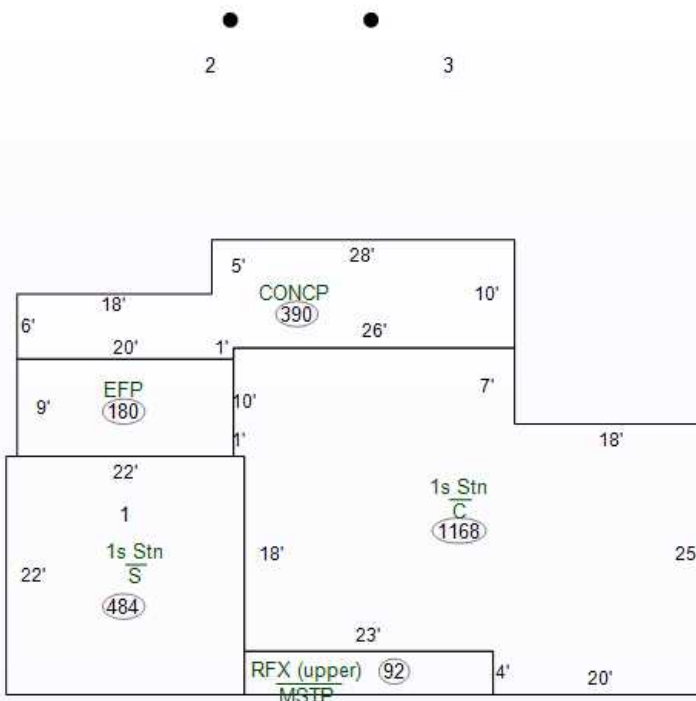 2 3
28'
5'
CONCP
10'
18'
390
6'
26'
20' 1'
7'
EFP
9' 180 10'
18'
1'
22'
1s Stn
C
1168
1
1s Stn
S
18' 25
22'
484
23'
RFX (upper) 92 4' 20'
MSTP